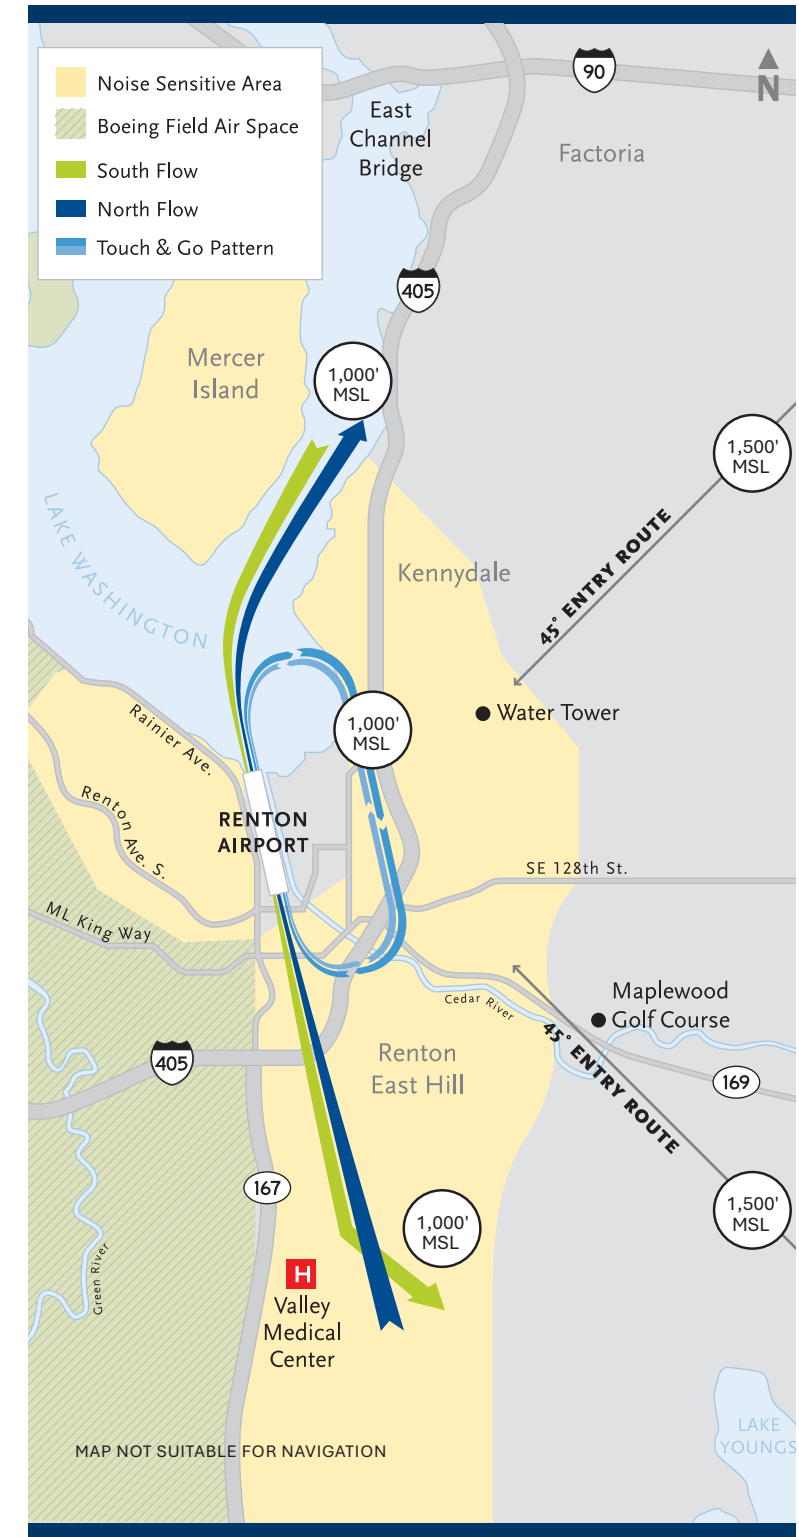 Noise Sensitive Area
Boeing Field Air Space
South Flow
North Flow
Touch & Go Pattern
90
N
East
Channel
Bridge
Factoria
405
Mercer
Island
1,000'
MSL
1,500'
MSL
LAKE WASHINGTON
45° ENTRY ROUTE
Kennydale
Water Tower
1,000'
MSL
Rainier Ave.
Renton Ave. S.
RENTON
AIRPORT
SE 128th St.
ML King Way
Cedar River
Maplewood
Golf Course
45° ENTRY ROUTE
405
Renton
East Hill
169
167
1,000'
MSL
1,500'
MSL
Green River
H
Valley
Medical
Center
LAKE
YOUNGS
MAP NOT SUITABLE FOR NAVIGATION